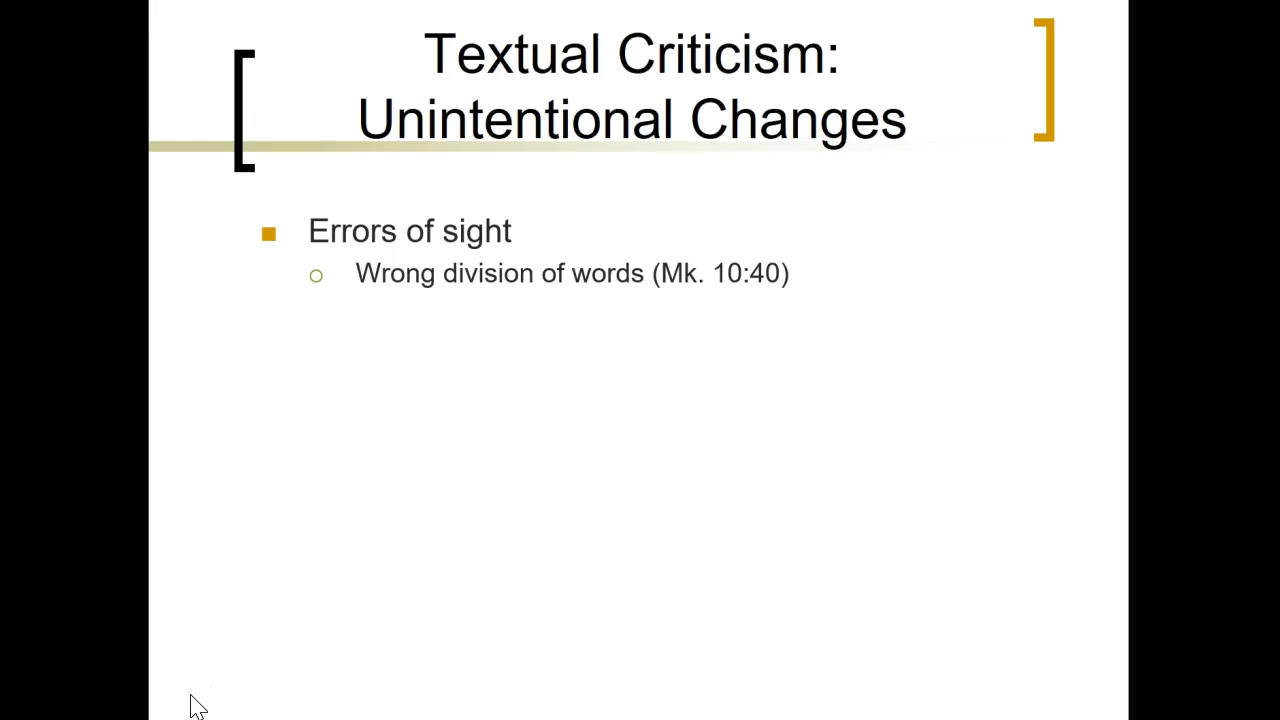 Textual Criticism:
Unintentional Changes
Errors of sight
Wrong division of words (Mk. 10:40)